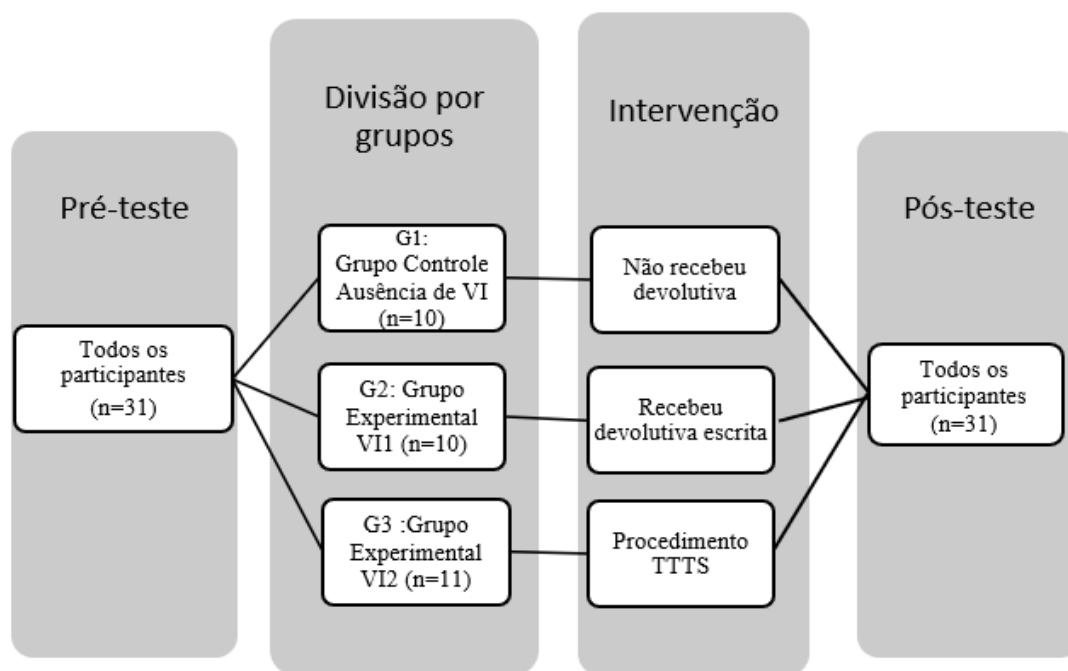 Pré-teste
Todos os
participantes
(n=31)
Divisão por
grupos
G1:
Grupo Controle
Ausência de VI
(n=10)
G2: Grupo
Experimental
VI1 (n=10)
G3 :Grupo
Experimental
VI2 (n=11)
Intervenção
Não recebeu
devolutiva
Recebeu
devolutiva escrita
Procedimento
TTTS
Pós-teste
Todos os
participantes
(n=31)